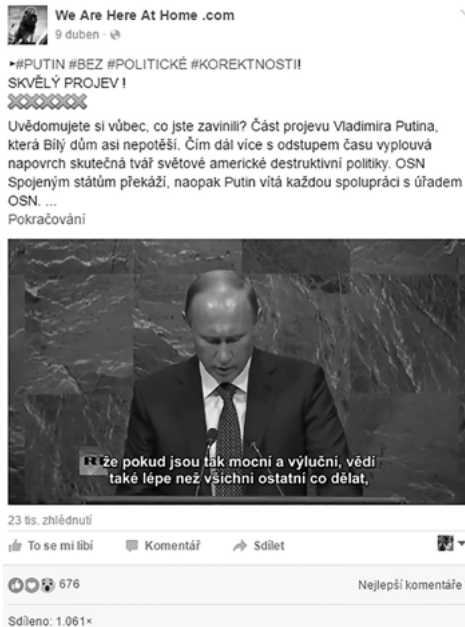 We Are Here At Home .com
9 duben ·
▸#PUTIN #BEZ #POLITICKÉ #KOREKTNOSTI!
SKVĚLÝ PROJEV !
Uvědomujete si vůbec, co jste zavinili? Část projevu Vladimira Putina,
která Bílý dům asi nepotěší. Čím dál více s odstupem času vyplouvá
napovrch skutečná tvář světové americké destruktivní politiky. OSN
Spojeným státům překáží, naopak Putin vítá každou spolupráci s úřadem
OSN. ...
Pokračování
RT
že pokud jsou tak mocní a výluční, vědí
také lépe než všichni ostatní co dělat,
23 tis. zhlédnutí
To se mi líbí Komentář Sdílet
676 Nejlepší komentáře
Sdíleno: 1.061×